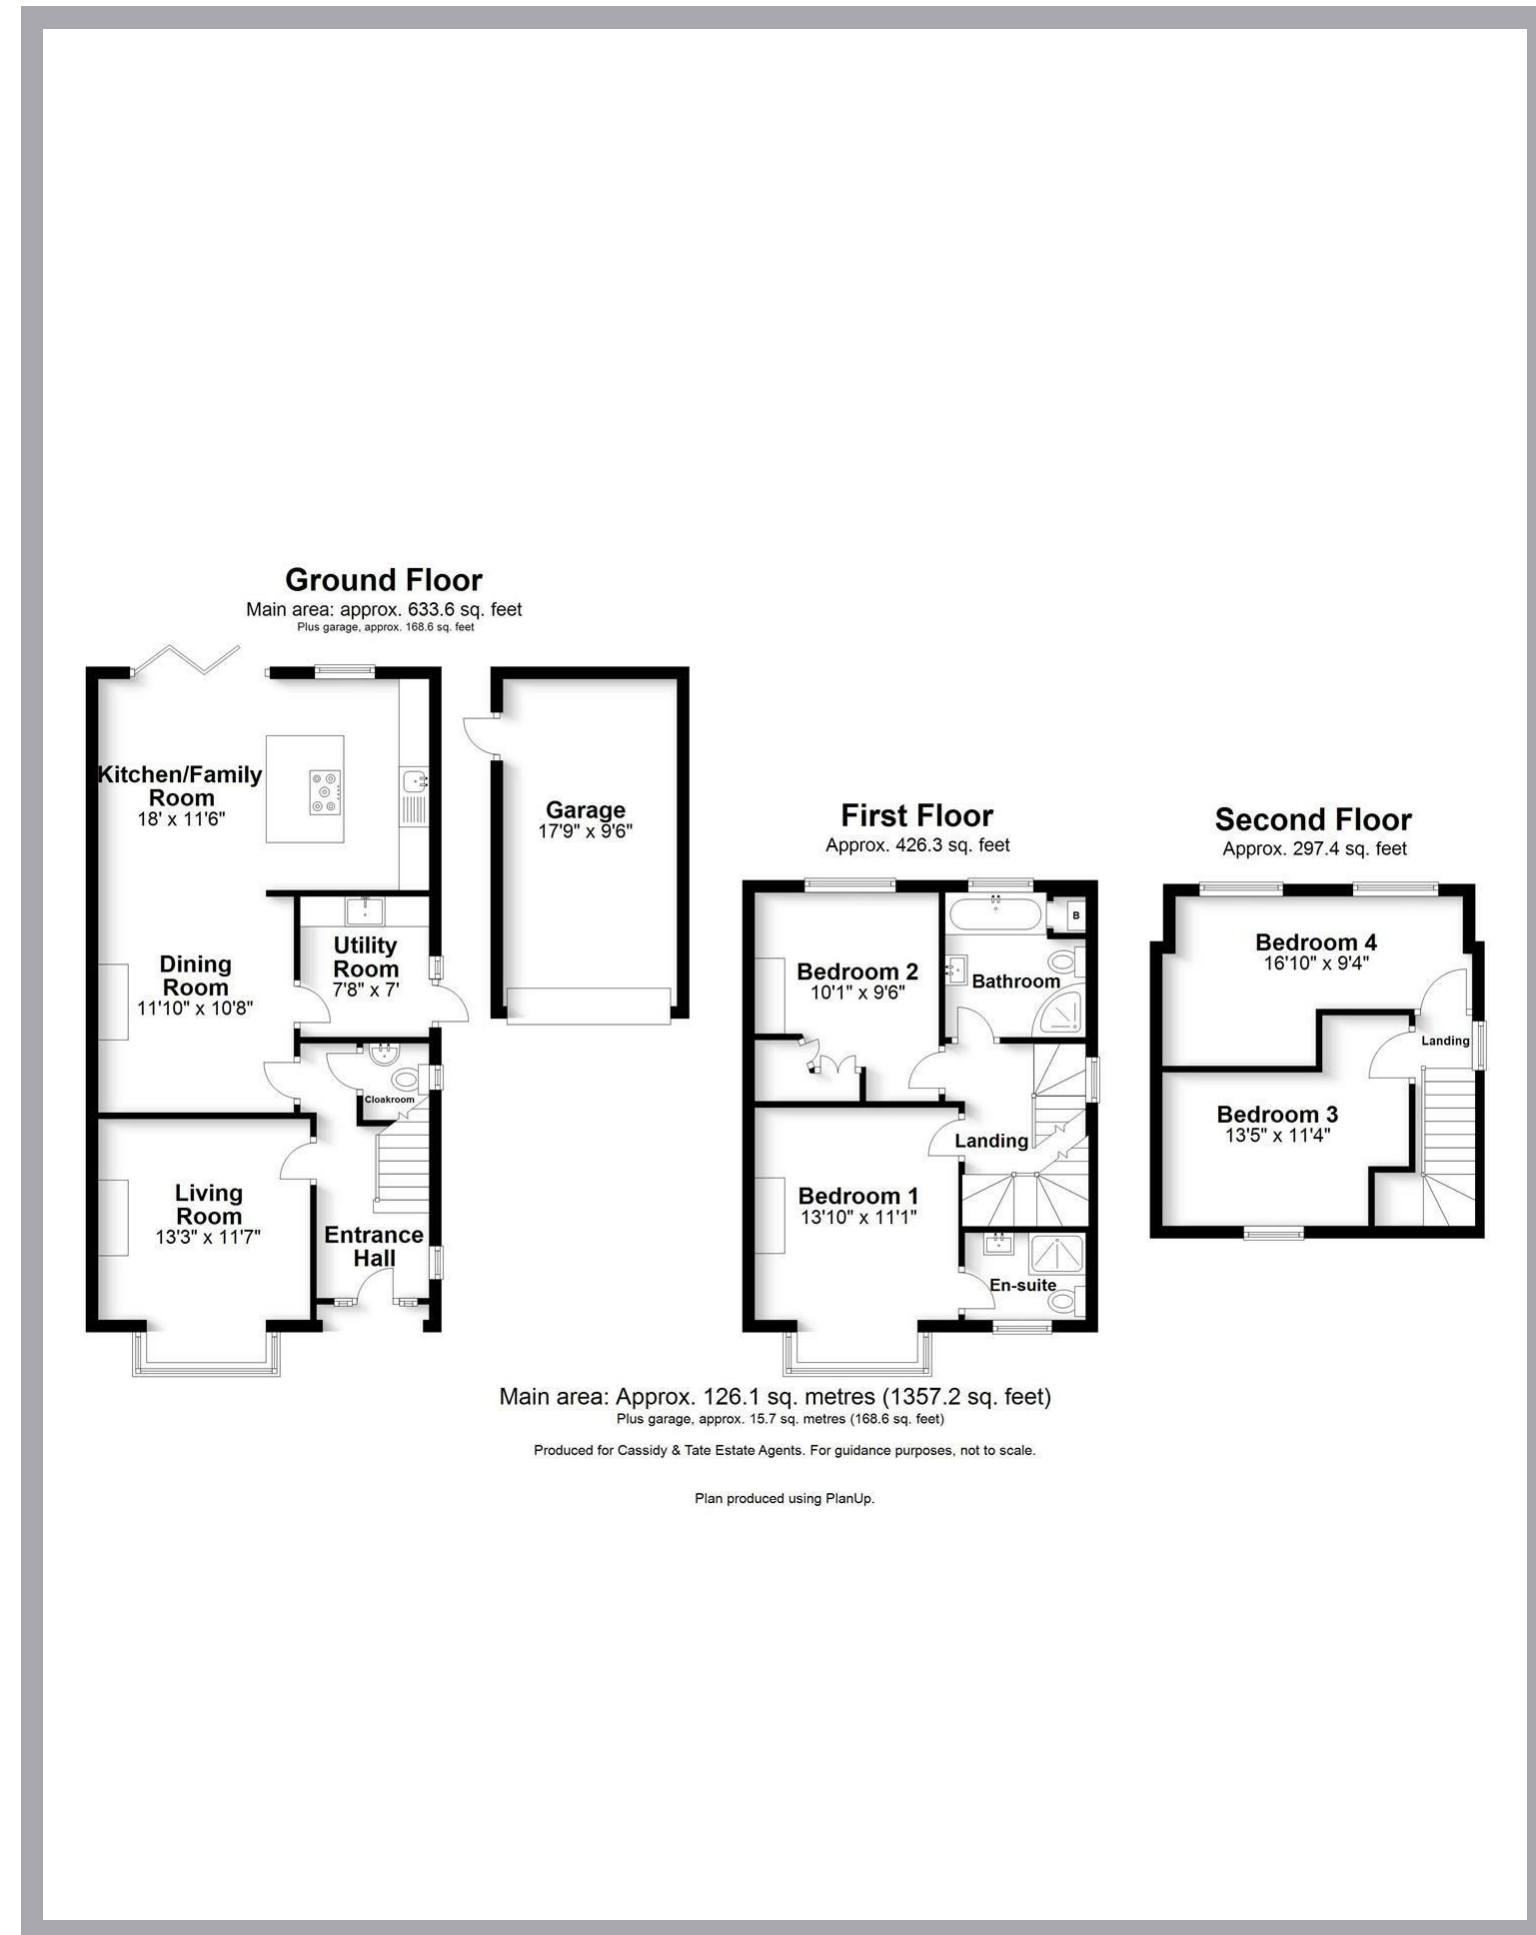 Ground Floor
Main area: approx. 633.6 sq. feet
Plus garage, approx. 168.6 sq. feet
Kitchen/Family
Room
18' x 11'6"
Dining
Room
11'10" x 10'8"
Utility
Room
7'8" x 7'
Cloakroom
Living
Room
13'3" x 11'7"
Entrance
Hall
Garage
17'9" x 9'6"
First Floor
Approx. 426.3 sq. feet
Bedroom 2
10'1" x 9'6"
B
Bathroom
Landing
Bedroom 1
13'10" x 11'1"
En-suite
Second Floor
Approx. 297.4 sq. feet
Bedroom 4
16'10" x 9'4"
Landing
Bedroom 3
13'5" x 11'4"
Main area: Approx. 126.1 sq. metres (1357.2 sq. feet)
Plus garage, approx. 15.7 sq. metres (168.6 sq. feet)
Produced for Cassidy & Tate Estate Agents. For guidance purposes, not to scale.
Plan produced using PlanUp.